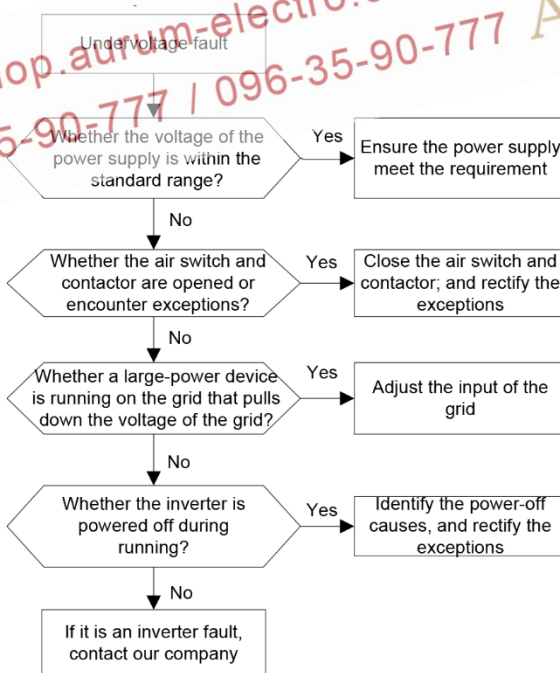 op.aurum-electro.
5-90-777 / 096-35-90-777
Undervoltage fault
Whether the voltage of the
power supply is within the
standard range?
Yes
Ensure the power supply
meet the requirement
No
Whether the air switch and
contactor are opened or
encounter exceptions?
Yes
Close the air switch and
contactor; and rectify the
exceptions
No
Whether a large-power device
is running on the grid that pulls
down the voltage of the grid?
Yes
Adjust the input of the
grid
No
Whether the inverter is
powered off during
running?
Yes
Identify the power-off
causes, and rectify the
exceptions
No
If it is an inverter fault,
contact our company